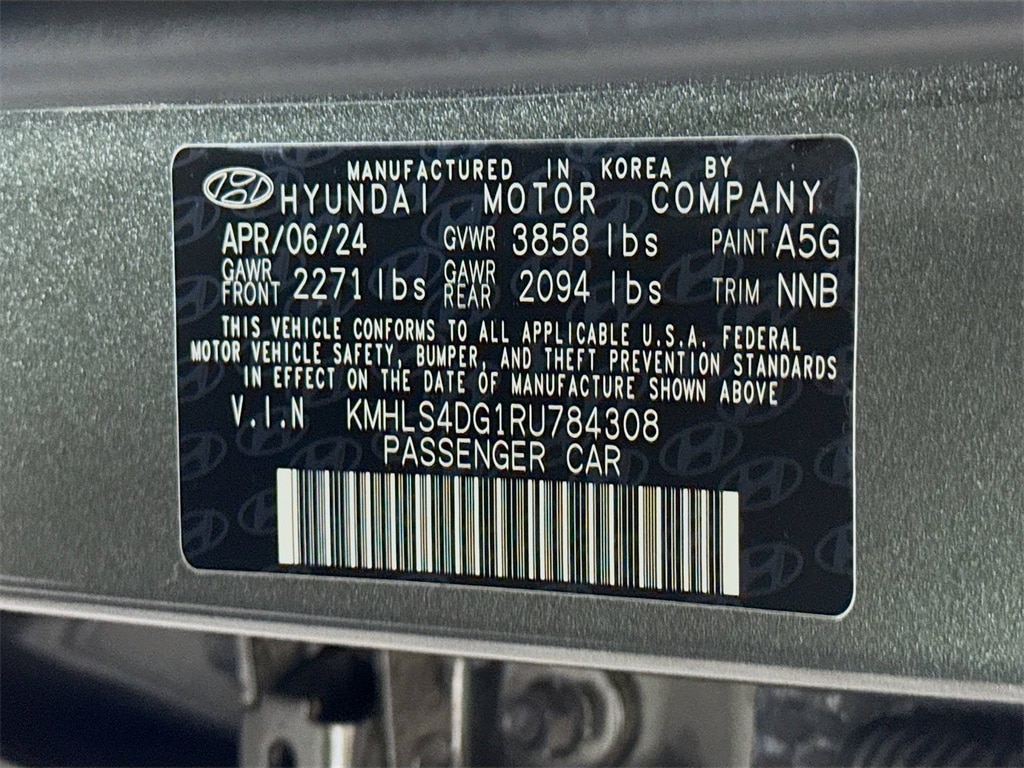 MANUFACTURED IN KOREA BY
HYUNDAI MOTOR COMPANY
APR/06/24 GVWR 3858 lbs PAINT A5G
GAWR FRONT 2271 lbs GAWR REAR 2094 lbs TRIM NNB
THIS VEHICLE CONFORMS TO ALL APPLICABLE U.S.A. FEDERAL
MOTOR VEHICLE SAFETY, BUMPER, AND THEFT PREVENTION STANDARDS
IN EFFECT ON THE DATE OF MANUFACTURE SHOWN ABOVE
V.I.N KMHLS4DG1RU784308
PASSENGER CAR